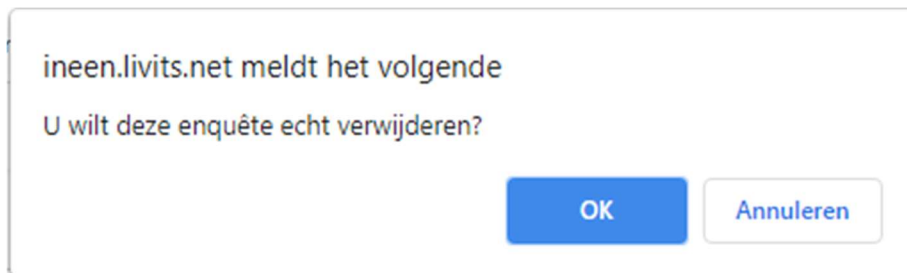 ineen.livits.net meldt het volgende
U wilt deze enquête echt verwijderen?
OK
Annuleren